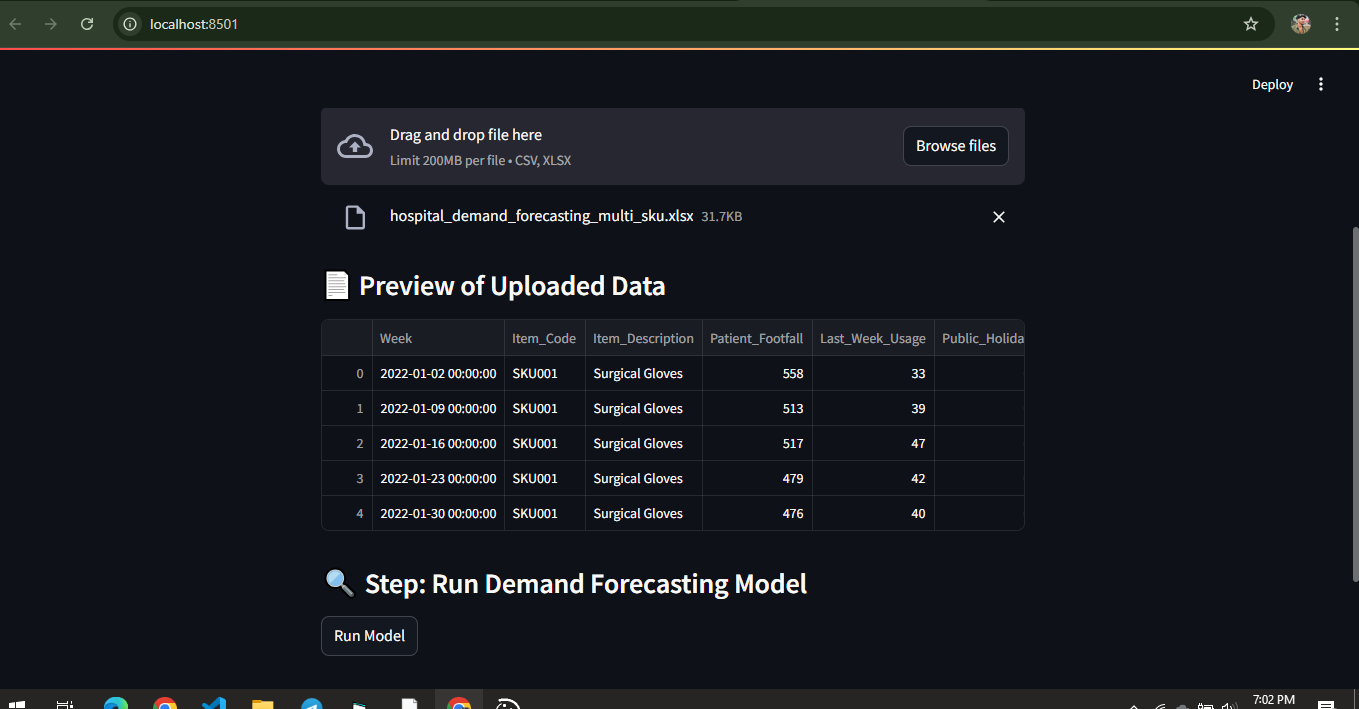 localhost:8501
Deploy
Drag and drop file here
Limit 200MB per file • CSV, XLSX
Browse files
hospital_demand_forecasting_multi_sku.xlsx 31.7KB
Preview of Uploaded Data
Week Item_Code Item_Description Patient_Footfall Last_Week_Usage Public_Holida
0 2022-01-02 00:00:00 SKU001 Surgical Gloves 558 33
1 2022-01-09 00:00:00 SKU001 Surgical Gloves 513 39
2 2022-01-16 00:00:00 SKU001 Surgical Gloves 517 47
3 2022-01-23 00:00:00 SKU001 Surgical Gloves 479 42
4 2022-01-30 00:00:00 SKU001 Surgical Gloves 476 40
Step: Run Demand Forecasting Model
Run Model
7:02 PM